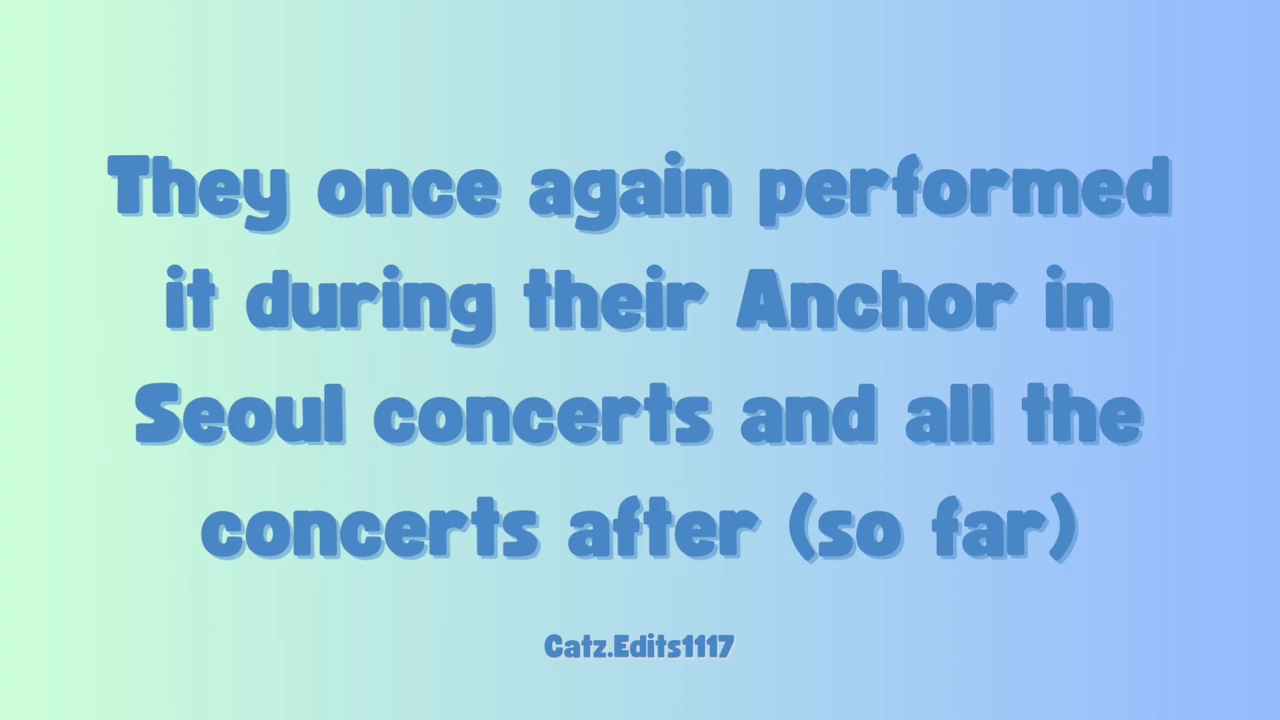 They once again performed
it during their Anchor in
Seoul concerts and all the
concerts after (so far)
Catz.Edits1117